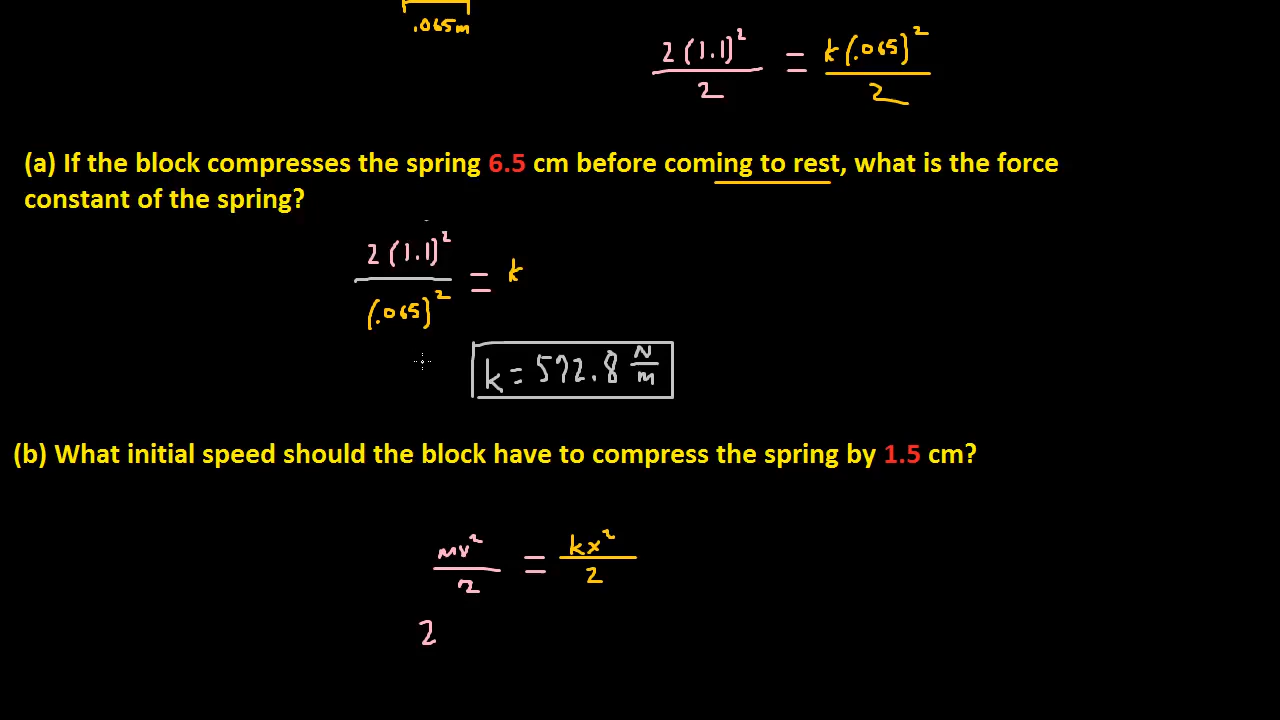 .065m
2(1.1)² / 2 = k(.065)² / 2
(a) If the block compresses the spring 6.5 cm before coming to rest, what is the force
constant of the spring?
2(1.1)² / (.065)² = k
k = 572.8 N/m
(b) What initial speed should the block have to compress the spring by 1.5 cm?
mv² / 2 = kx² / 2
2